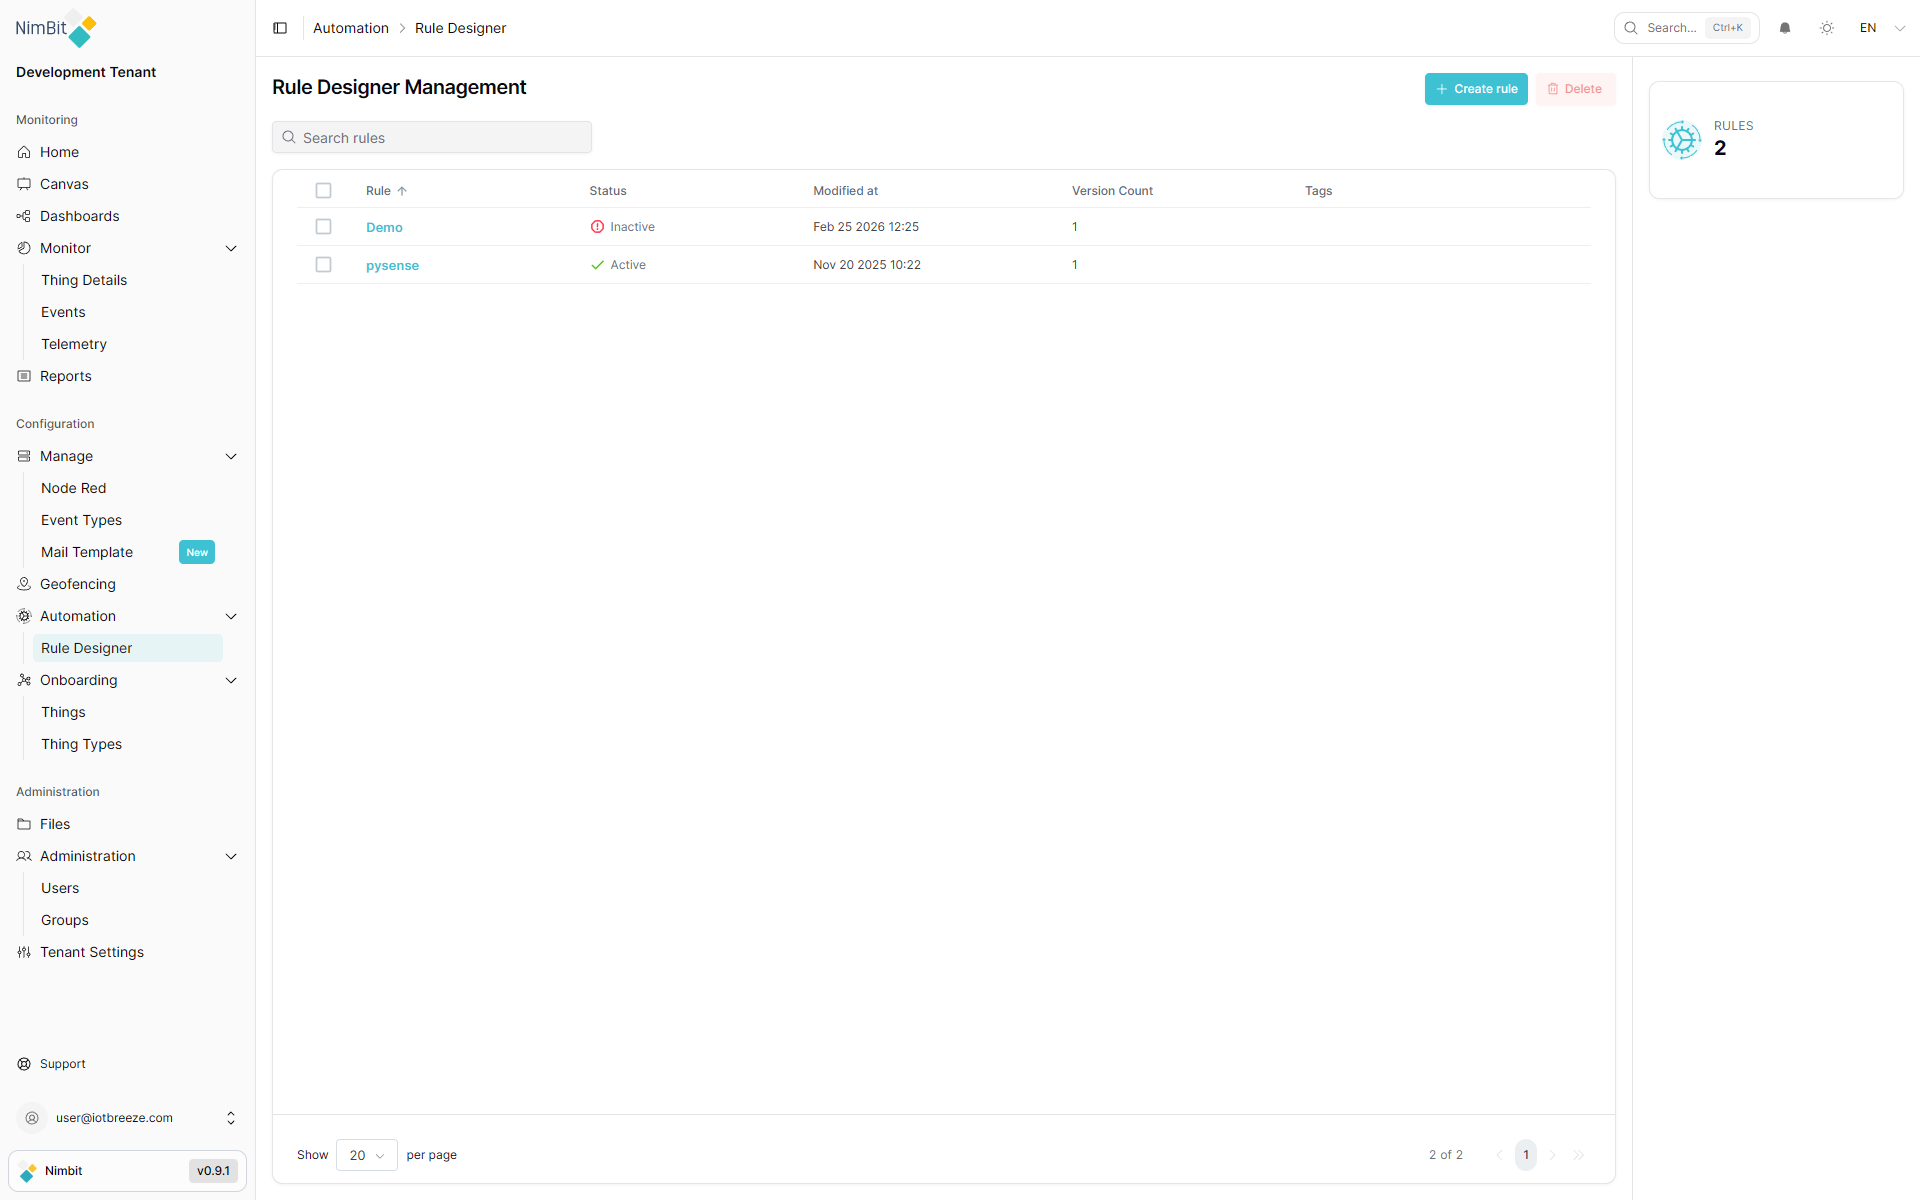 NimBit
Development Tenant
Monitoring
Home
Canvas
Dashboards
Monitor
Thing Details
Events
Telemetry
Reports
Configuration
Manage
Node Red
Event Types
Mail Template New
Geofencing
Automation
Rule Designer
Onboarding
Things
Thing Types
Administration
Files
Administration
Users
Groups
Tenant Settings
Support
user@iotbreeze.com
Nimbit v0.9.1
Automation Rule Designer
Search... Ctrl+K EN
Rule Designer Management
Create rule Delete
Search rules
Rule Status Modified at Version Count Tags
Demo Inactive Feb 25 2026 12:25 1
pysense Active Nov 20 2025 10:22 1
Show 20 per page
2 of 2 1
RULES
2